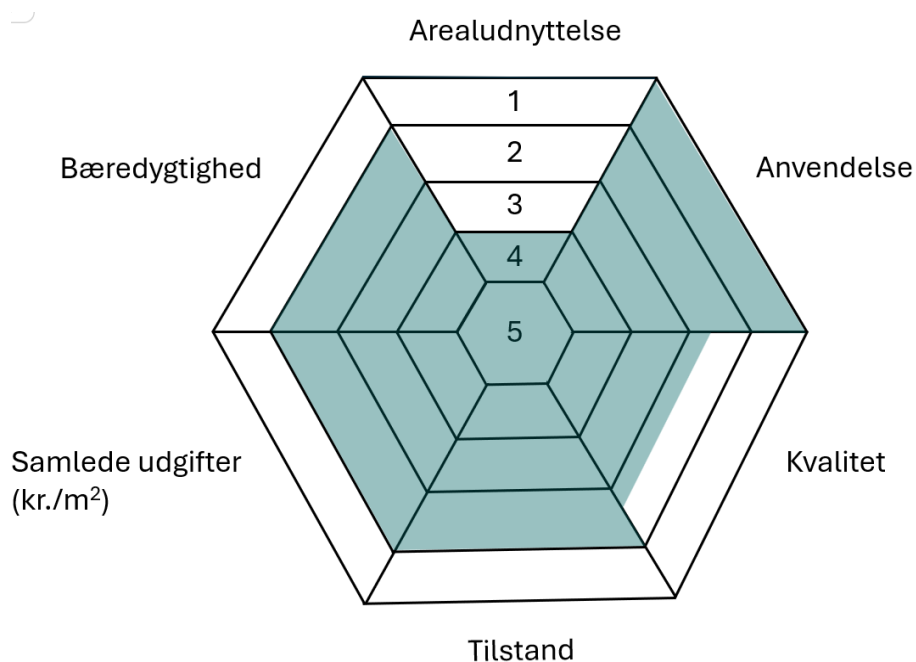 Arealudnyttelse
1
2
3
4
5
Bæredygtighed
Anvendelse
Samlede udgifter
(kr./m²)
Kvalitet
Tilstand